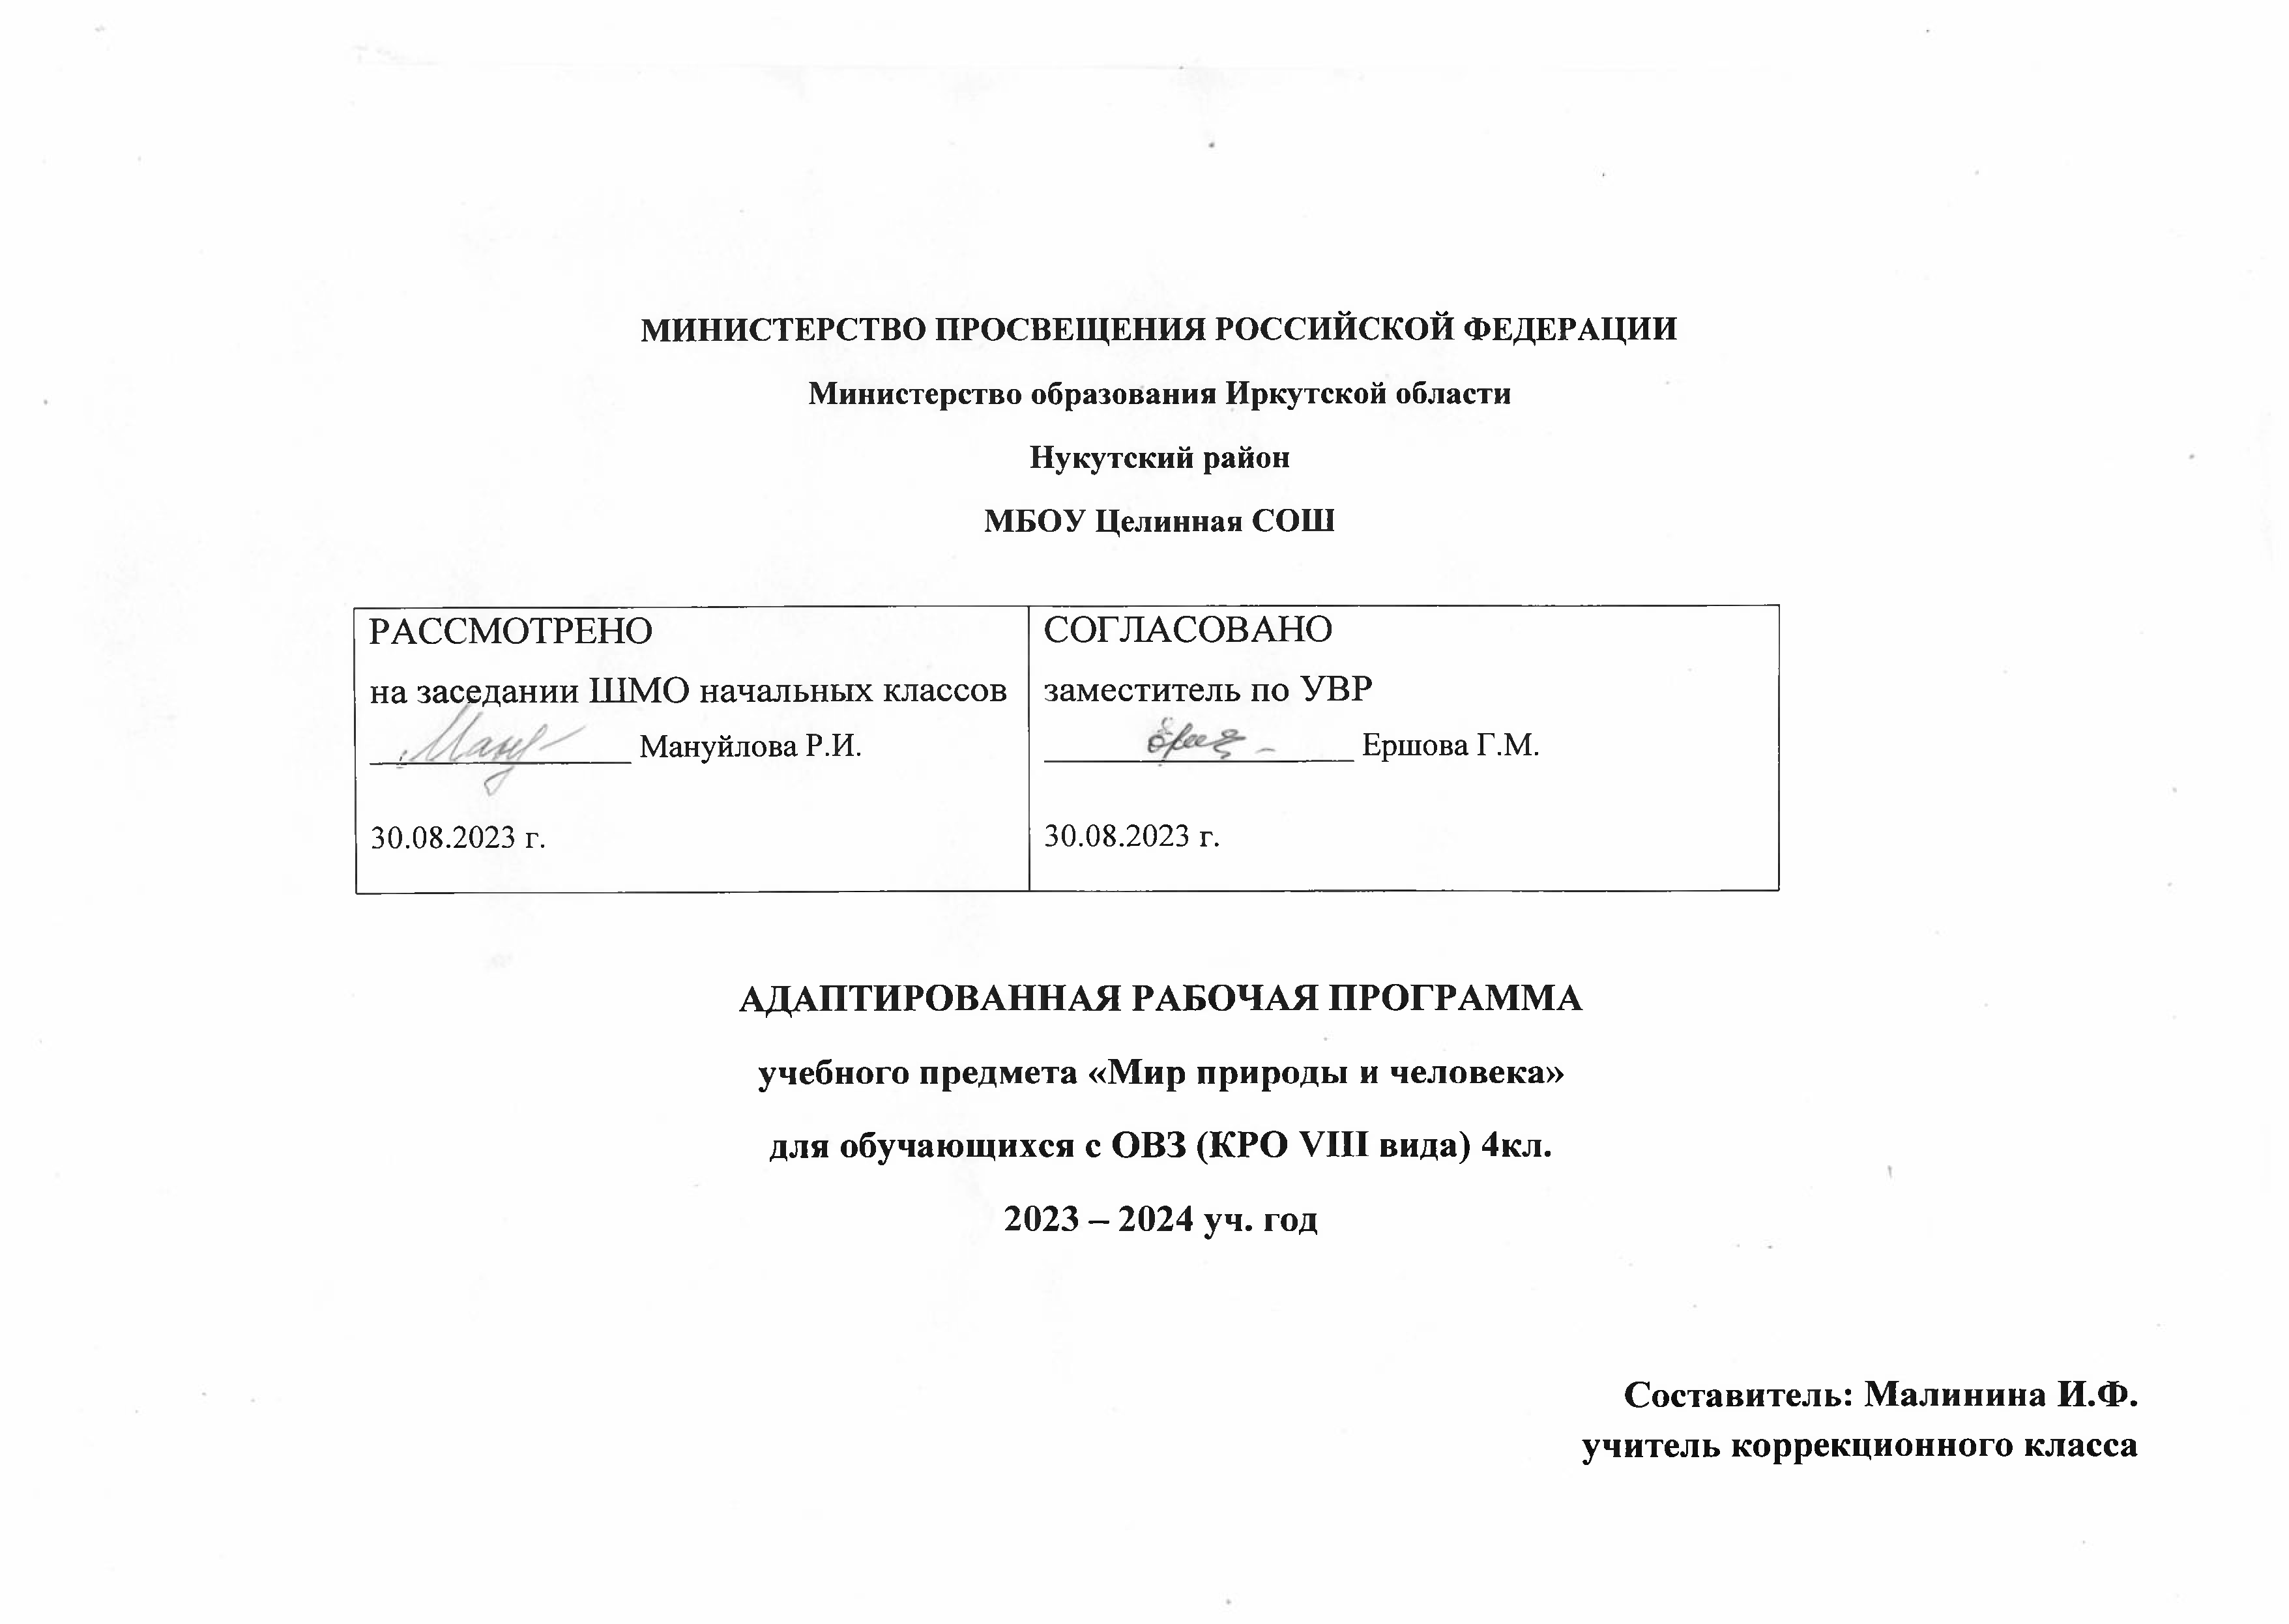 МИНИСТЕРСТВО ПРОСВЕЩЕНИЯ РОССИЙСКОЙ ФЕДЕРАЦИИ
Министерство образования Иркутской области
Нукутский район
МБОУ Целинная СОШ
РАССМОТРЕНО
на заседании ШМО начальных классов
Мануйлова Р.И.
30.08.2023 г.
СОГЛАСОВАНО
заместитель по УВР
Ершова Г.М.
30.08.2023 г.
АДАПТИРОВАННАЯ РАБОЧАЯ ПРОГРАММА
учебного предмета «Мир природы и человека»
для обучающихся с ОВЗ (КРО VIII вида) 4кл.
2023 – 2024 уч. год
Составитель: Малинина И.Ф.
учитель коррекционного класса